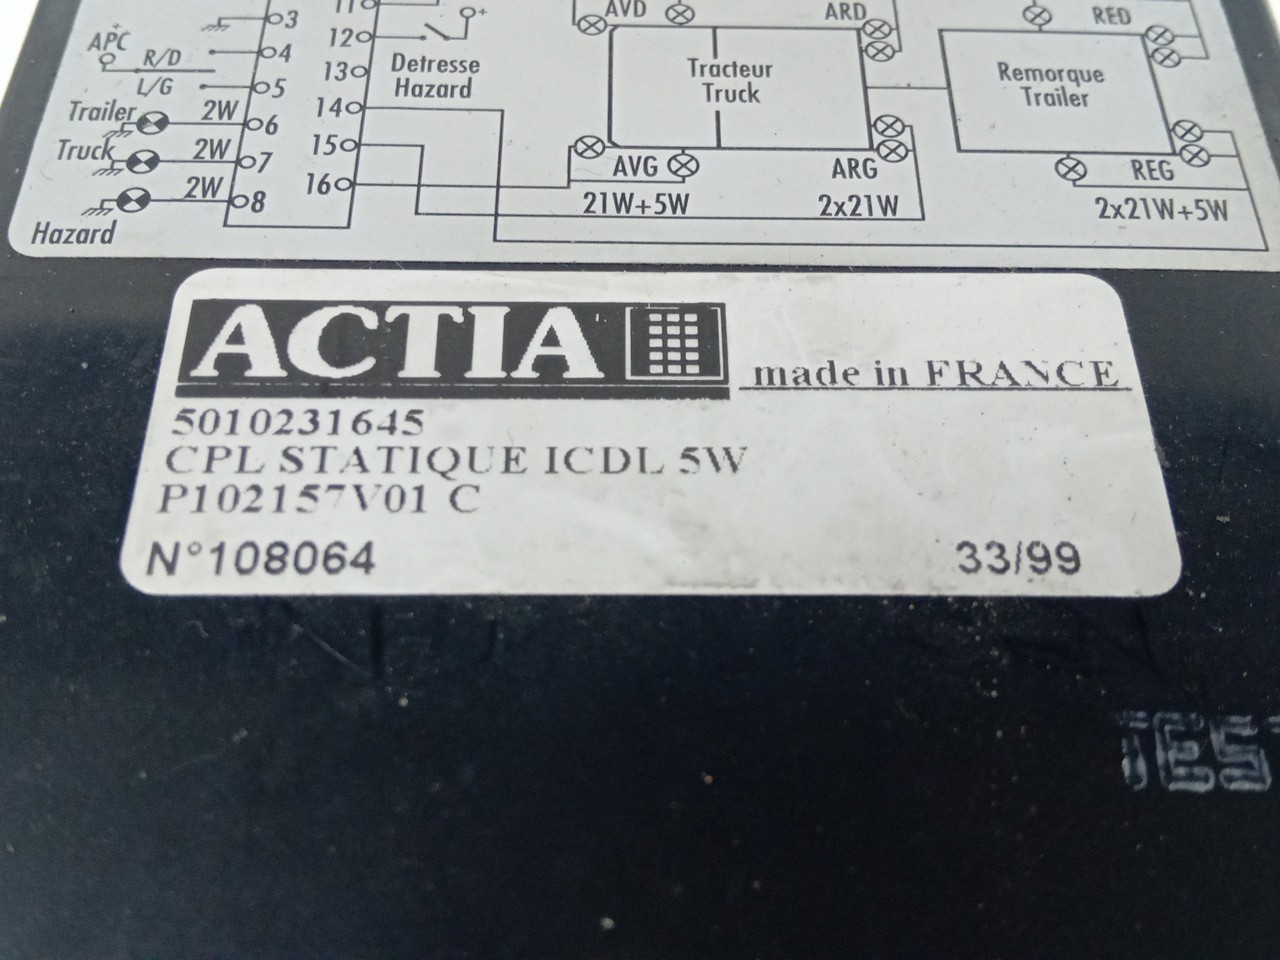 3
11
AVD
ARD
RED
APC
+
R/D
4
12
+
L/G
5
13
Detresse
Hazard
Tracteur
Truck
Remorque
Trailer
Trailer
2W
6
14
Truck
2W
7
15
AVG
ARG
REG
2W
8
16
21W+5W
2x21W
2x21W+5W
Hazard
ACTIA
made in FRANCE
5010231645
CPL STATIQUE ICDL 5W
P102157V01 C
N°108064
33/99
TEST